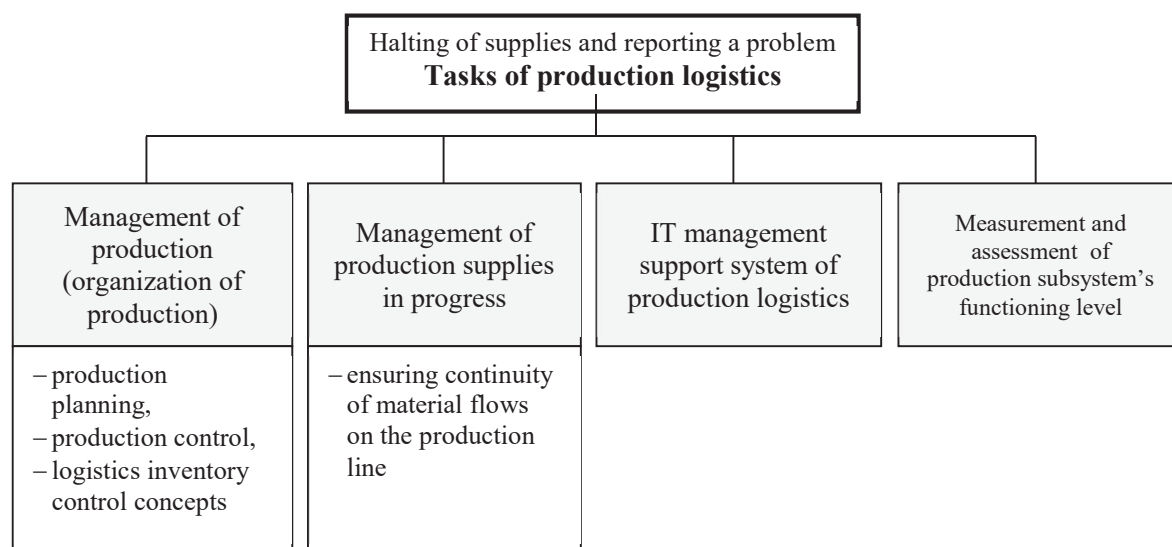 Halting of supplies and reporting a problem
Tasks of production logistics
Management of
production
(organization of
production)
– production
planning,
– production control,
– logistics inventory
control concepts
Management of
production supplies
in progress
– ensuring continuity
of material flows
on the production
line
IT management
support system of
production logistics
Measurement and
assessment of
production subsystem’s
functioning level